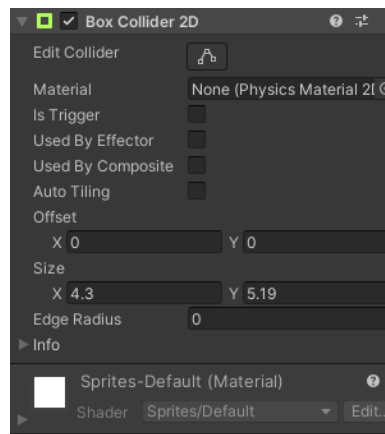 Box Collider 2D
Edit Collider
Material None (Physics Material 2
Is Trigger
Used By Effector
Used By Composite
Auto Tiling
Offset
X 0 Y 0
Size
X 4.3 Y 5.19
Edge Radius 0
Info
Sprites-Default (Material)
Shader Sprites/Default Edit...